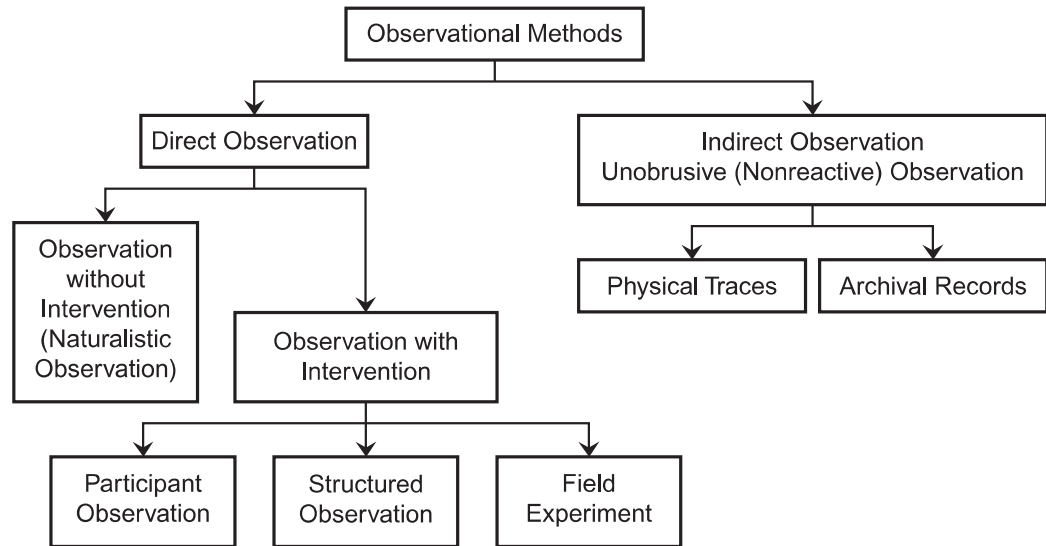 Observational Methods
Direct Observation
Indirect Observation
Unobrusive (Nonreactive) Observation
Observation
without
Intervention
(Naturalistic
Observation)
Observation with
Intervention
Physical Traces
Archival Records
Participant
Observation
Structured
Observation
Field
Experiment